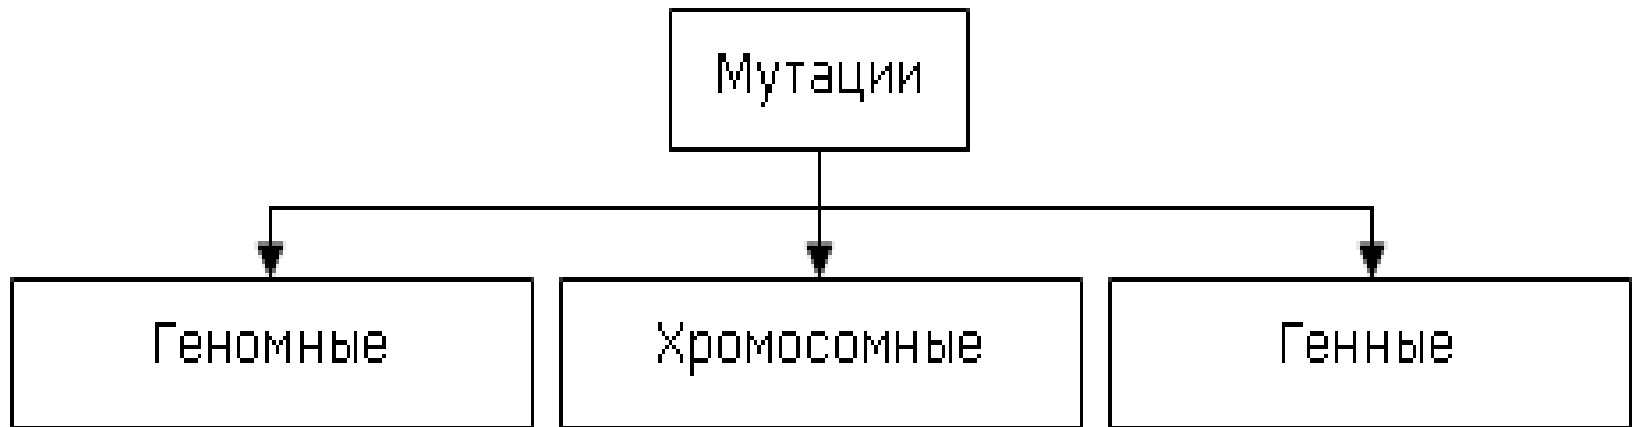 Мутации
Геномные
Хромосомные
Генные